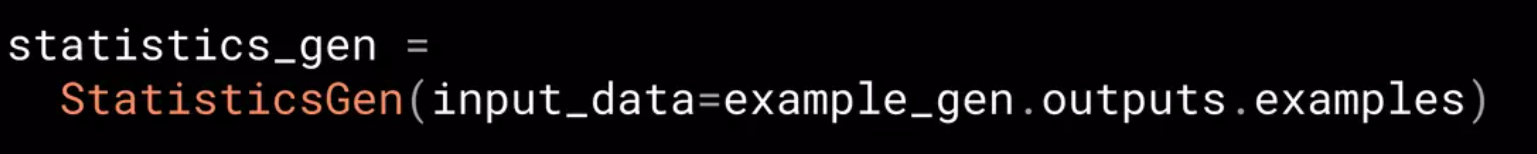 statistics_gen =
StatisticsGen(input_data=example_gen.outputs.examples)